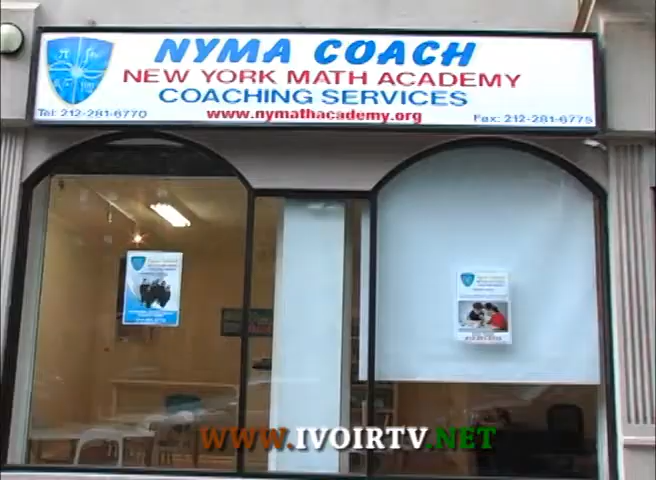 NYMA COACH
NEW YORK MATH ACADEMY
COACHING SERVICES
Tel: 212-281-6770
www.nymathacademy.org
Fax: 212-281-6775
WWW.IVOIRTV.NET